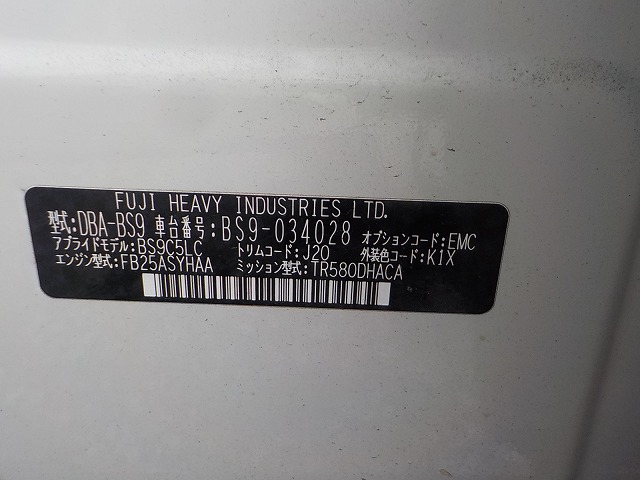 FUJI HEAVY INDUSTRIES LTD.
型式:DBA-BS9 車台番号:BS9-034028 オプションコード:EMC
アプライドモデル:BS9C5LC トリムコード:J20 外装色コード:K1X
エンジン型式:FB25ASYHAA ミッション型式:TR580DHACA